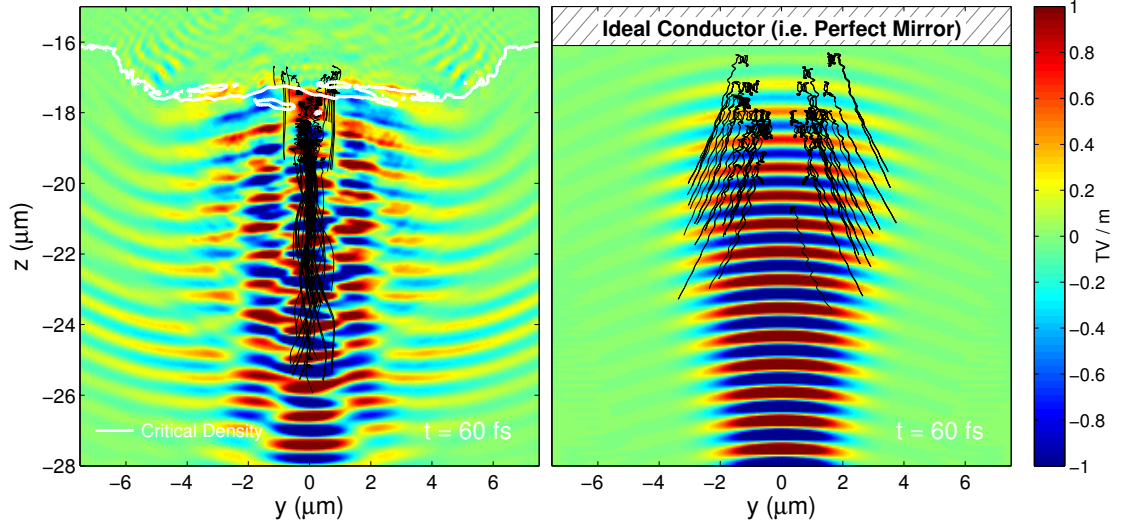 Ideal Conductor (i.e. Perfect Mirror)
−16
−18
−20
−22
−24
−26
−28
z (μm)
Critical Density
t = 60 fs
t = 60 fs
−6 −4 −2 0 2 4 6
−6 −4 −2 0 2 4 6
y (μm)
y (μm)
1
0.8
0.6
0.4
0.2
0
−0.2
−0.4
−0.6
−0.8
−1
TV / m